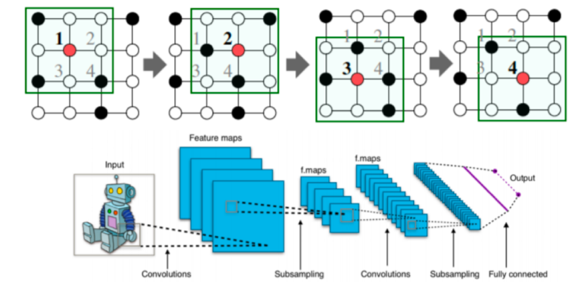 1 2
3 4
1 2
3 4
1 2
3 4
1 2
3 4
Feature maps
f.maps
f.maps
Input
Output
Convolutions
Subsampling
Convolutions
Subsampling
Fully connected